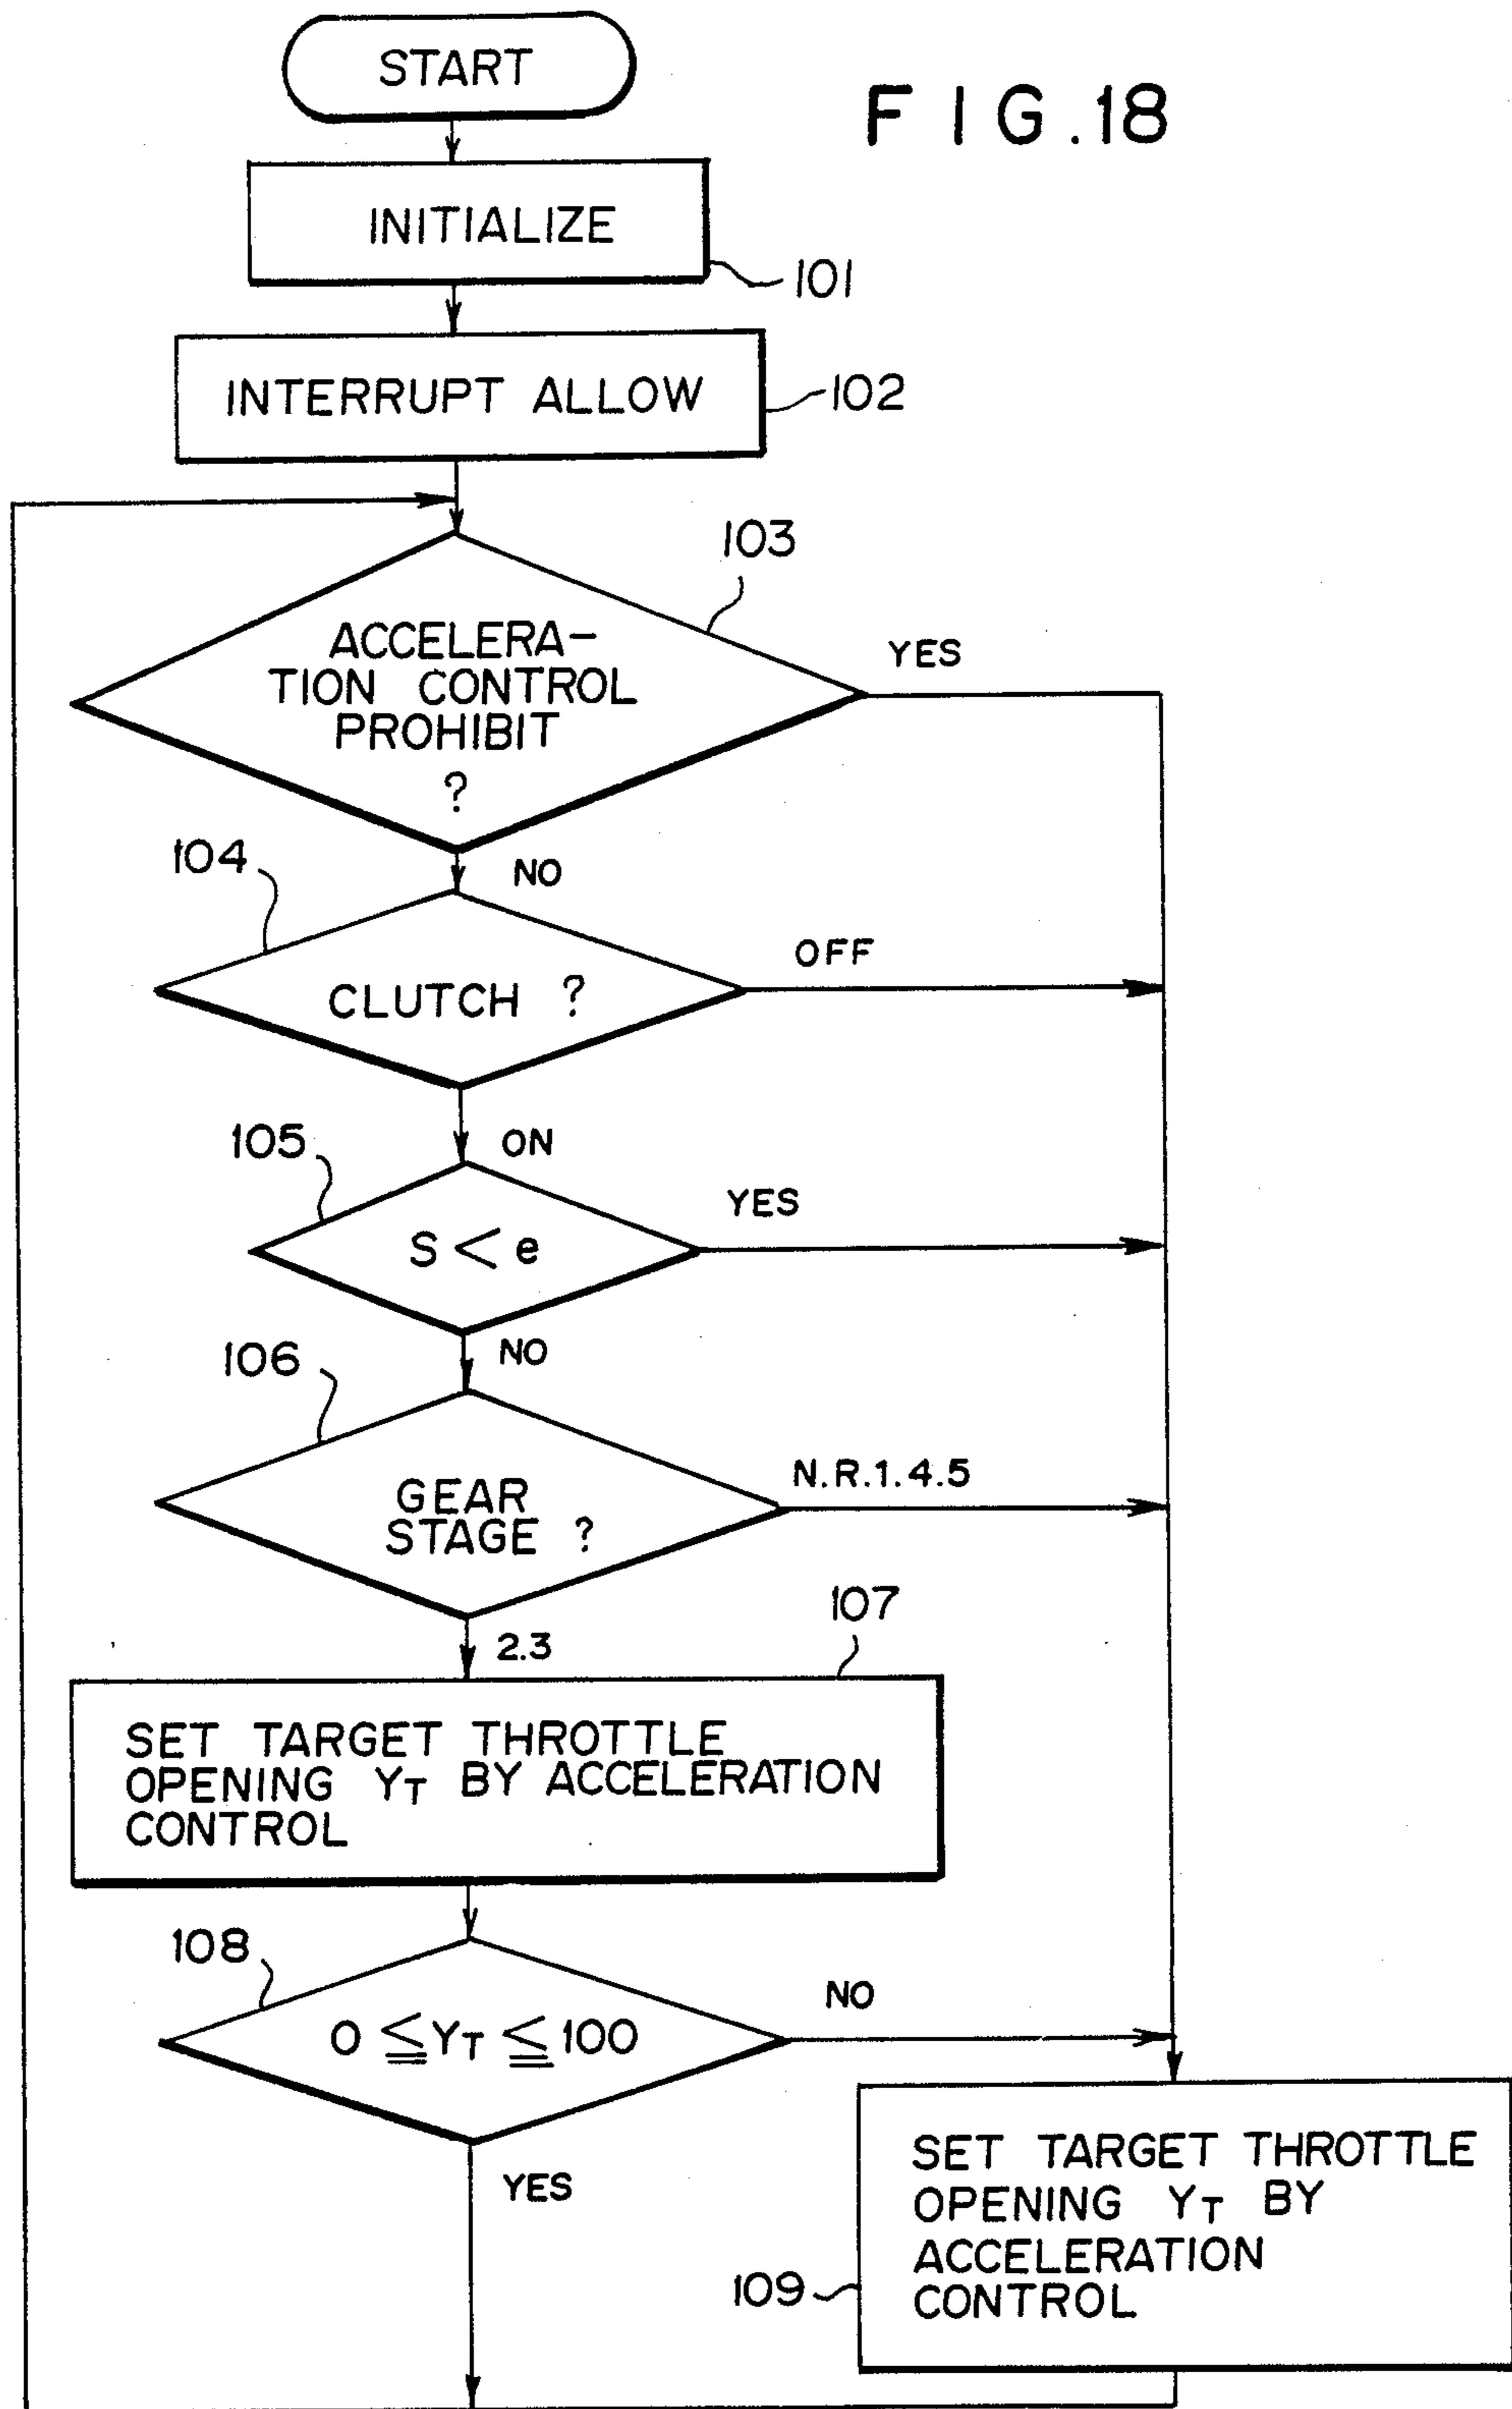 START
FIG.18
INITIALIZE
101
INTERRUPT ALLOW
102
103
ACCELERA-
TION CONTROL
PROHIBIT
?
YES
NO
104
CLUTCH ?
OFF
ON
105
S < e
YES
NO
106
GEAR
STAGE ?
N.R.1.4.5
2.3
107
SET TARGET THROTTLE
OPENING YT BY ACCELERATION
CONTROL
108
0 ≦ YT ≦ 100
NO
YES
SET TARGET THROTTLE
OPENING YT BY
ACCELERATION
CONTROL
109